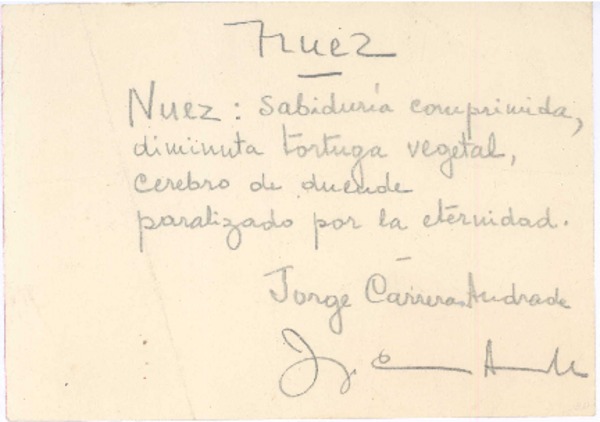 Nuez
Nuez: sabiduría comprimida,
diminuta tortuga vegetal,
cerebro de duende
paralizado por la eternidad.
Jorge Carrera Andrade